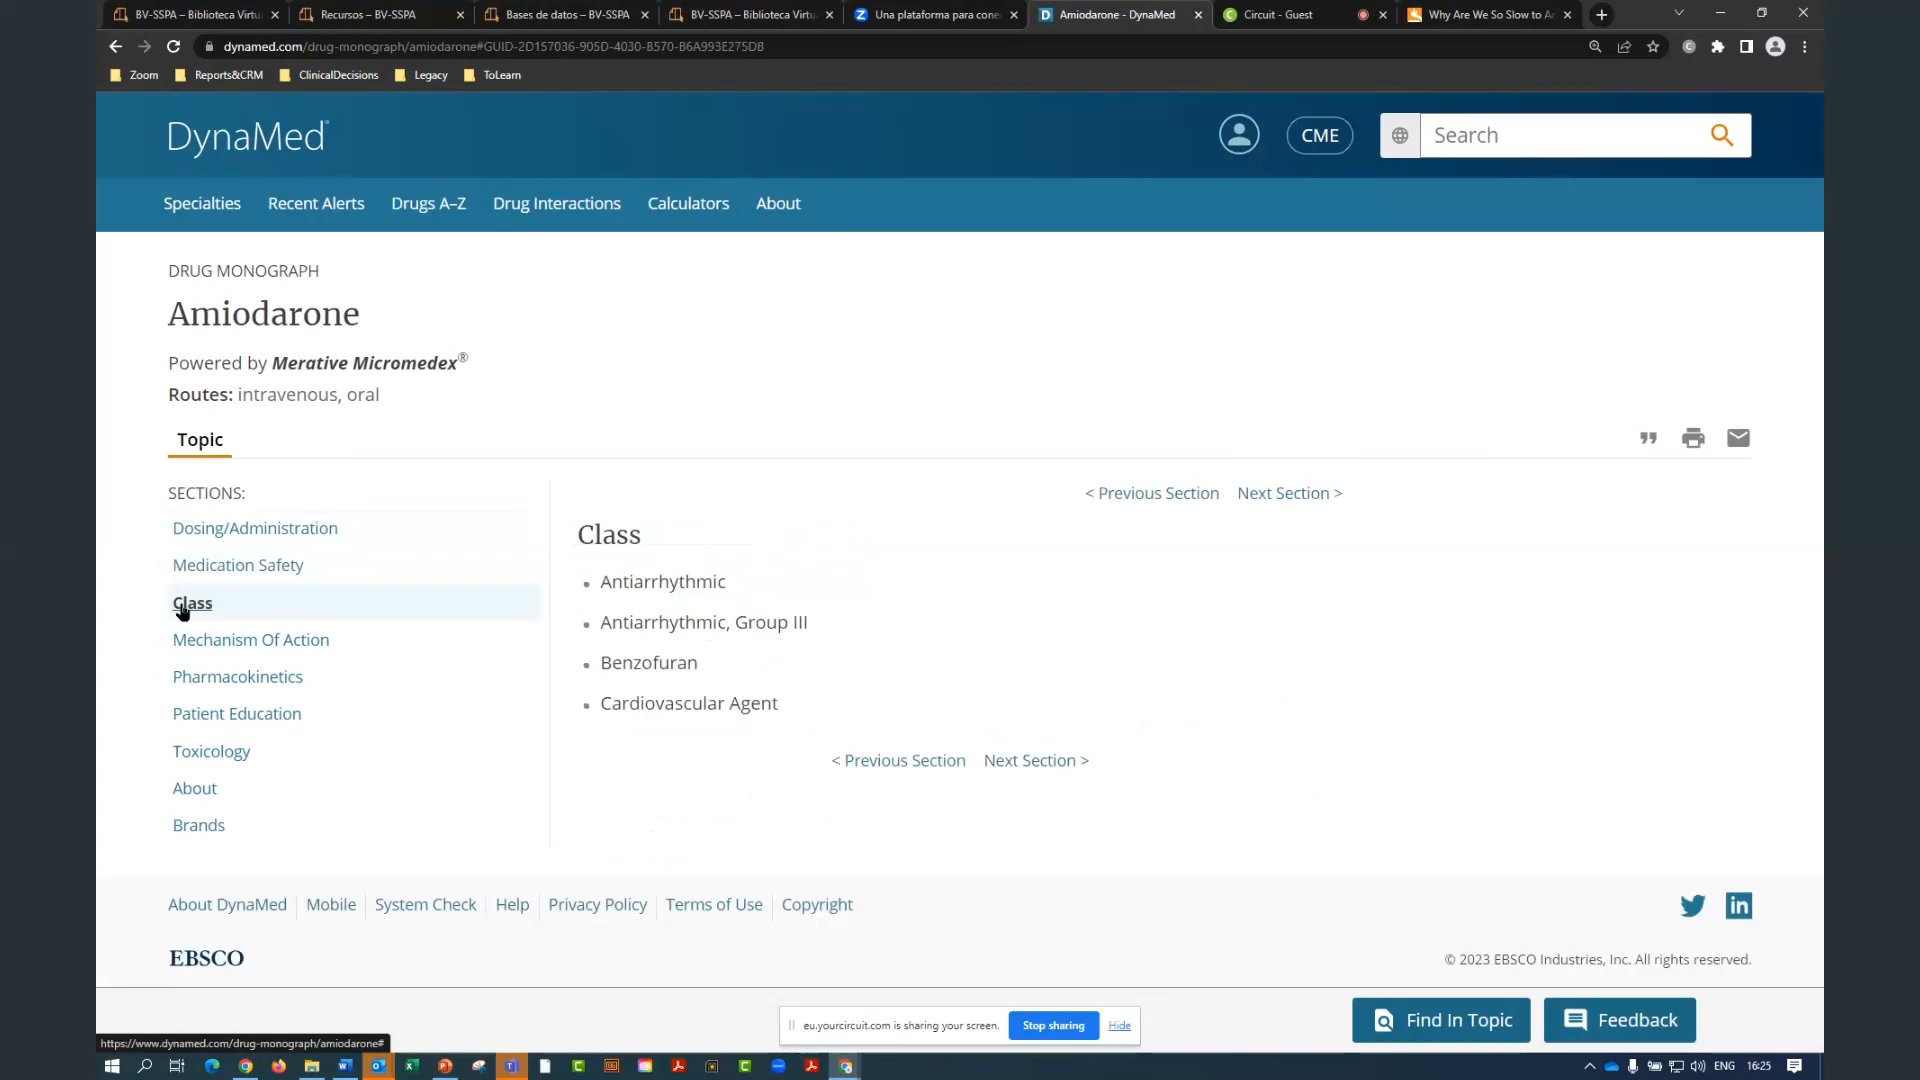 BV-SSPA – Biblioteca Virtu
Recursos – BV-SSPA
Bases de datos – BV-SSPA
BV-SSPA – Biblioteca Virtu
Una plataforma para cone
Amiodarone - DynaMed
Circuit - Guest
Why Are We So Slow to A
dynamed.com/drug-monograph/amiodarone#GUID-2D157036-905D-4030-8570-B6A993E275DB
Zoom Reports&CRM ClinicalDecisions Legacy ToLearn
DynaMed
CME
Search
Specialties Recent Alerts Drugs A–Z Drug Interactions Calculators About
DRUG MONOGRAPH
Amiodarone
Powered by Merative Micromedex®
Routes: intravenous, oral
Topic
SECTIONS:
Dosing/Administration
Medication Safety
Class
Mechanism Of Action
Pharmacokinetics
Patient Education
Toxicology
About
Brands
< Previous Section Next Section >
Class
• Antiarrhythmic
• Antiarrhythmic, Group III
• Benzofuran
• Cardiovascular Agent
< Previous Section Next Section >
About DynaMed Mobile System Check Help Privacy Policy Terms of Use Copyright
EBSCO
© 2023 EBSCO Industries, Inc. All rights reserved.
eu.yourcircuit.com is sharing your screen. Stop sharing Hide
Find In Topic
Feedback
https://www.dynamed.com/drug-monograph/amiodarone#
ENG 16:25